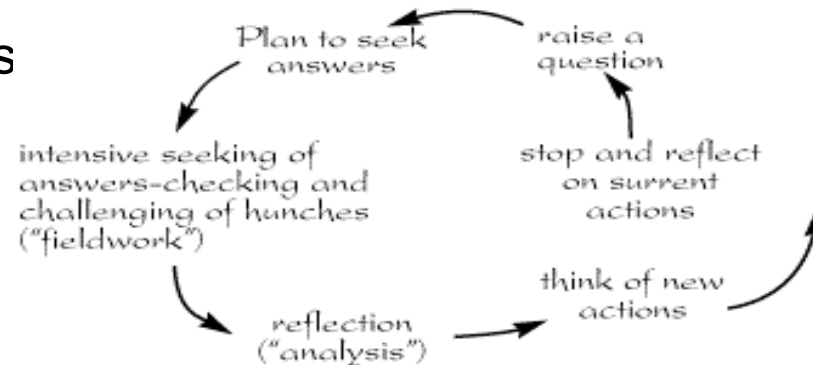 s
Plan to seek
answers
raise a
question
intensive seeking of
answers-checking and
challenging of hunches
("fieldwork")
stop and reflect
on surrent
actions
think of new
actions
reflection
("analysis")